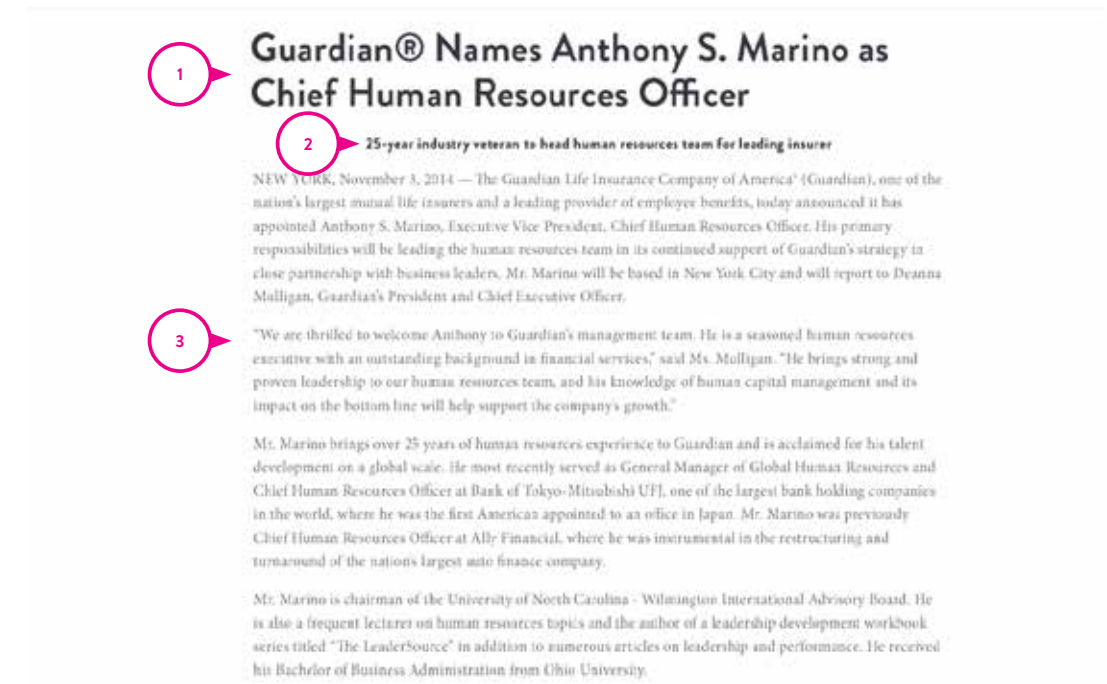 Guardian® Names Anthony S. Marino as
1
Chief Human Resources Officer
2
25-year industry veteran to head human resources team for leading insurer
NEW YORK, November 3, 2014 — The Guardian Life Insurance Company of America® (Guardian), one of the
nation's largest mutual life insurers and a leading provider of employee benefits, today announced it has
appointed Anthony S. Marino, Executive Vice President, Chief Human Resources Officer. His primary
responsibilities will be leading the human resources team in its continued support of Guardian's strategy in
close partnership with business leaders. Mr. Marino will be based in New York City and will report to Deanna
Mulligan, Guardian's President and Chief Executive Officer.
3
"We are thrilled to welcome Anthony to Guardian's management team. He is a seasoned human resources
executive with an outstanding background in financial services," said Ms. Mulligan. "He brings strong and
proven leadership to our human resources team, and his knowledge of human capital management and its
impact on the bottom line will help support the company's growth."
Mr. Marino brings over 25 years of human resources experience to Guardian and is acclaimed for his talent
development on a global scale. He most recently served as General Manager of Global Human Resources and
Chief Human Resources Officer at Bank of Tokyo-Mitsubishi UFJ, one of the largest bank holding companies
in the world, where he was the first American appointed to an office in Japan. Mr. Marino was previously
Chief Human Resources Officer at Ally Financial, where he was instrumental in the restructuring and
turnaround of the nation's largest auto finance company.
Mr. Marino is chairman of the University of North Carolina - Wilmington International Advisory Board. He
is also a frequent lecturer on human resources topics and the author of a leadership development workbook
series titled "The LeaderSource" in addition to numerous articles on leadership and performance. He received
his Bachelor of Business Administration from Ohio University.